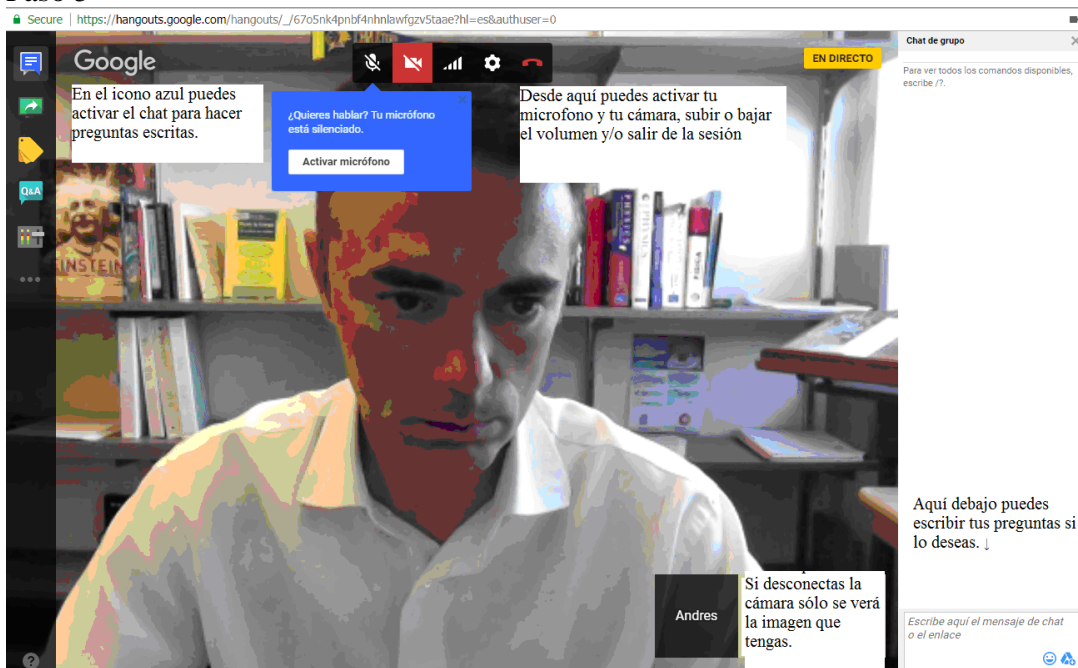 Paso 3
Secure | https://hangouts.google.com/hangouts/_/67o5nk4pnbf4nhnlawfgzv5taae?hl=es&authuser=0
Google
EN DIRECTO
Chat de grupo
Para ver todos los comandos disponibles,
escribe /?.
En el icono azul puedes
activar el chat para hacer
preguntas escritas.
¿Quieres hablar? Tu micrófono
está silenciado.
Activar micrófono
Desde aquí puedes activar tu
microfono y tu cámara, subir o bajar
el volumen y/o salir de la sesión
Q&A
EINSTEIN
PHYSICS
FISICA
Aquí debajo puedes
escribir tus preguntas si
lo deseas. ↓
Andres
Si desconectas la
cámara sólo se verá
la imagen que
tengas.
Escribe aquí el mensaje de chat
o el enlace
?